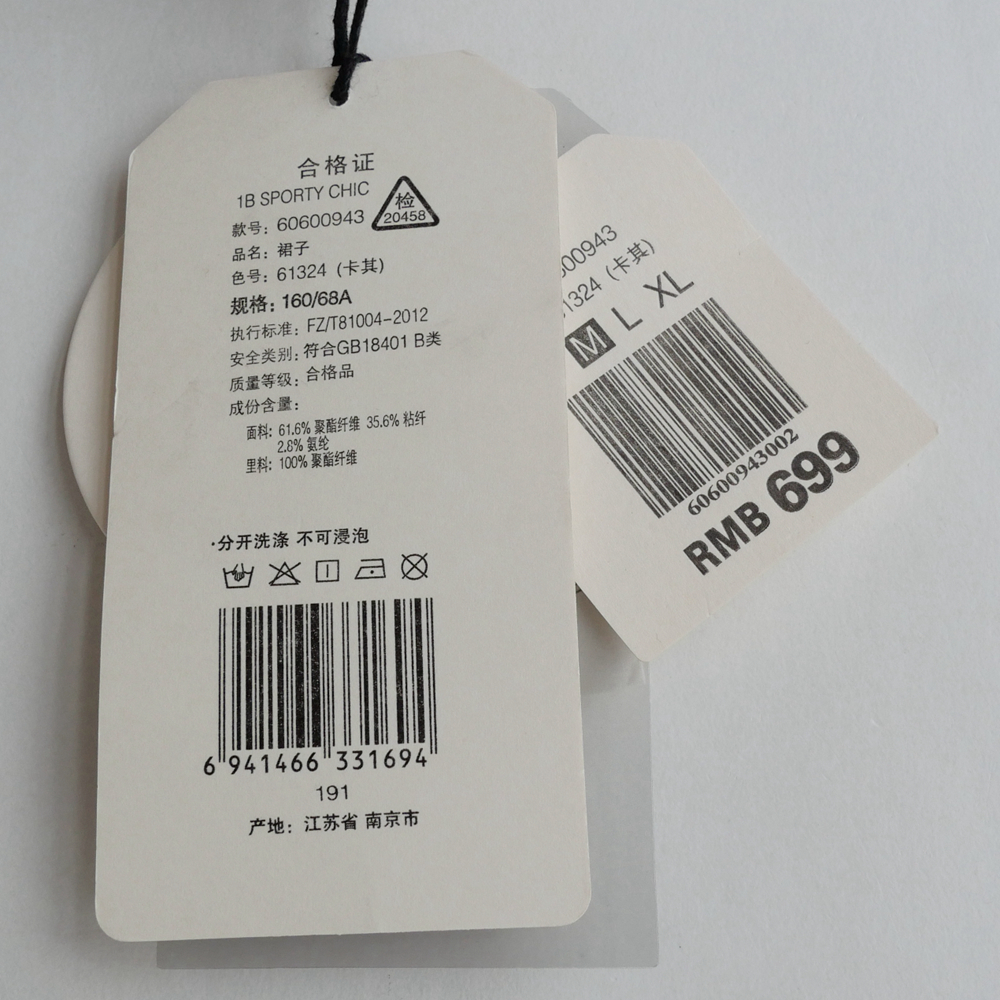 合格证
1B SPORTY CHIC
检
20458
款号：60600943
品名：裙子
色号：61324（卡其）
规格：160/68A
执行标准：FZ/T81004-2012
安全类别：符合GB18401 B类
质量等级：合格品
成份含量：
面料：61.6% 聚酯纤维 35.6% 粘纤
2.8% 氨纶
里料：100% 聚酯纤维
·分开洗涤 不可浸泡
6 941466 331694
191
产地：江苏省 南京市
00943
1324（卡其）
M L XL
60600943002
RMB 699